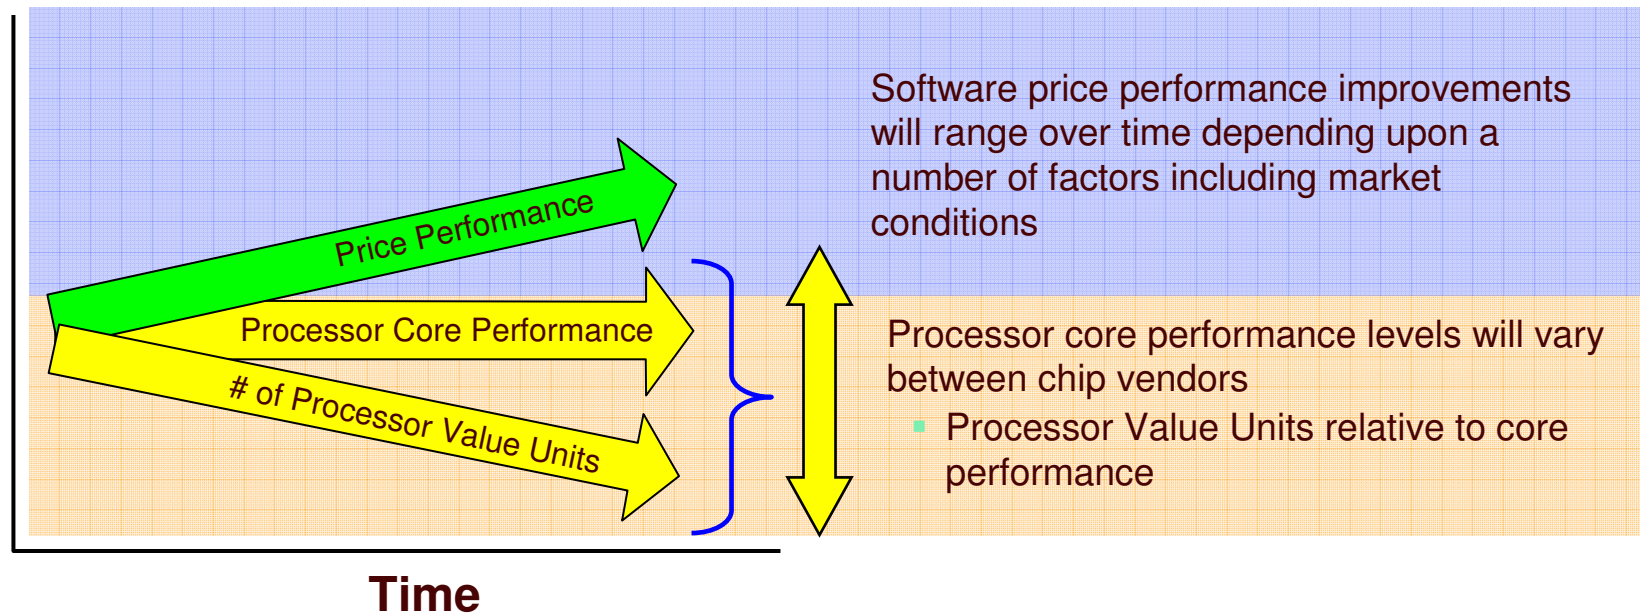 Software price performance improvements
will range over time depending upon a
number of factors including market
conditions
Price Performance
Processor Core Performance
# of Processor Value Units
Processor core performance levels will vary
between chip vendors
Processor Value Units relative to core
performance
Time